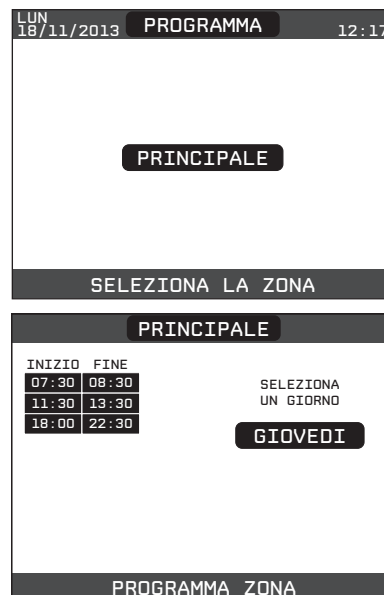 LUN
18/11/2013 PROGRAMMA 12:17
PRINCIPALE
SELEZIONA LA ZONA
PRINCIPALE
INIZIO FINE
07:30 08:30
11:30 13:30
18:00 22:30
SELEZIONA
UN GIORNO
GIOVEDI
PROGRAMMA ZONA